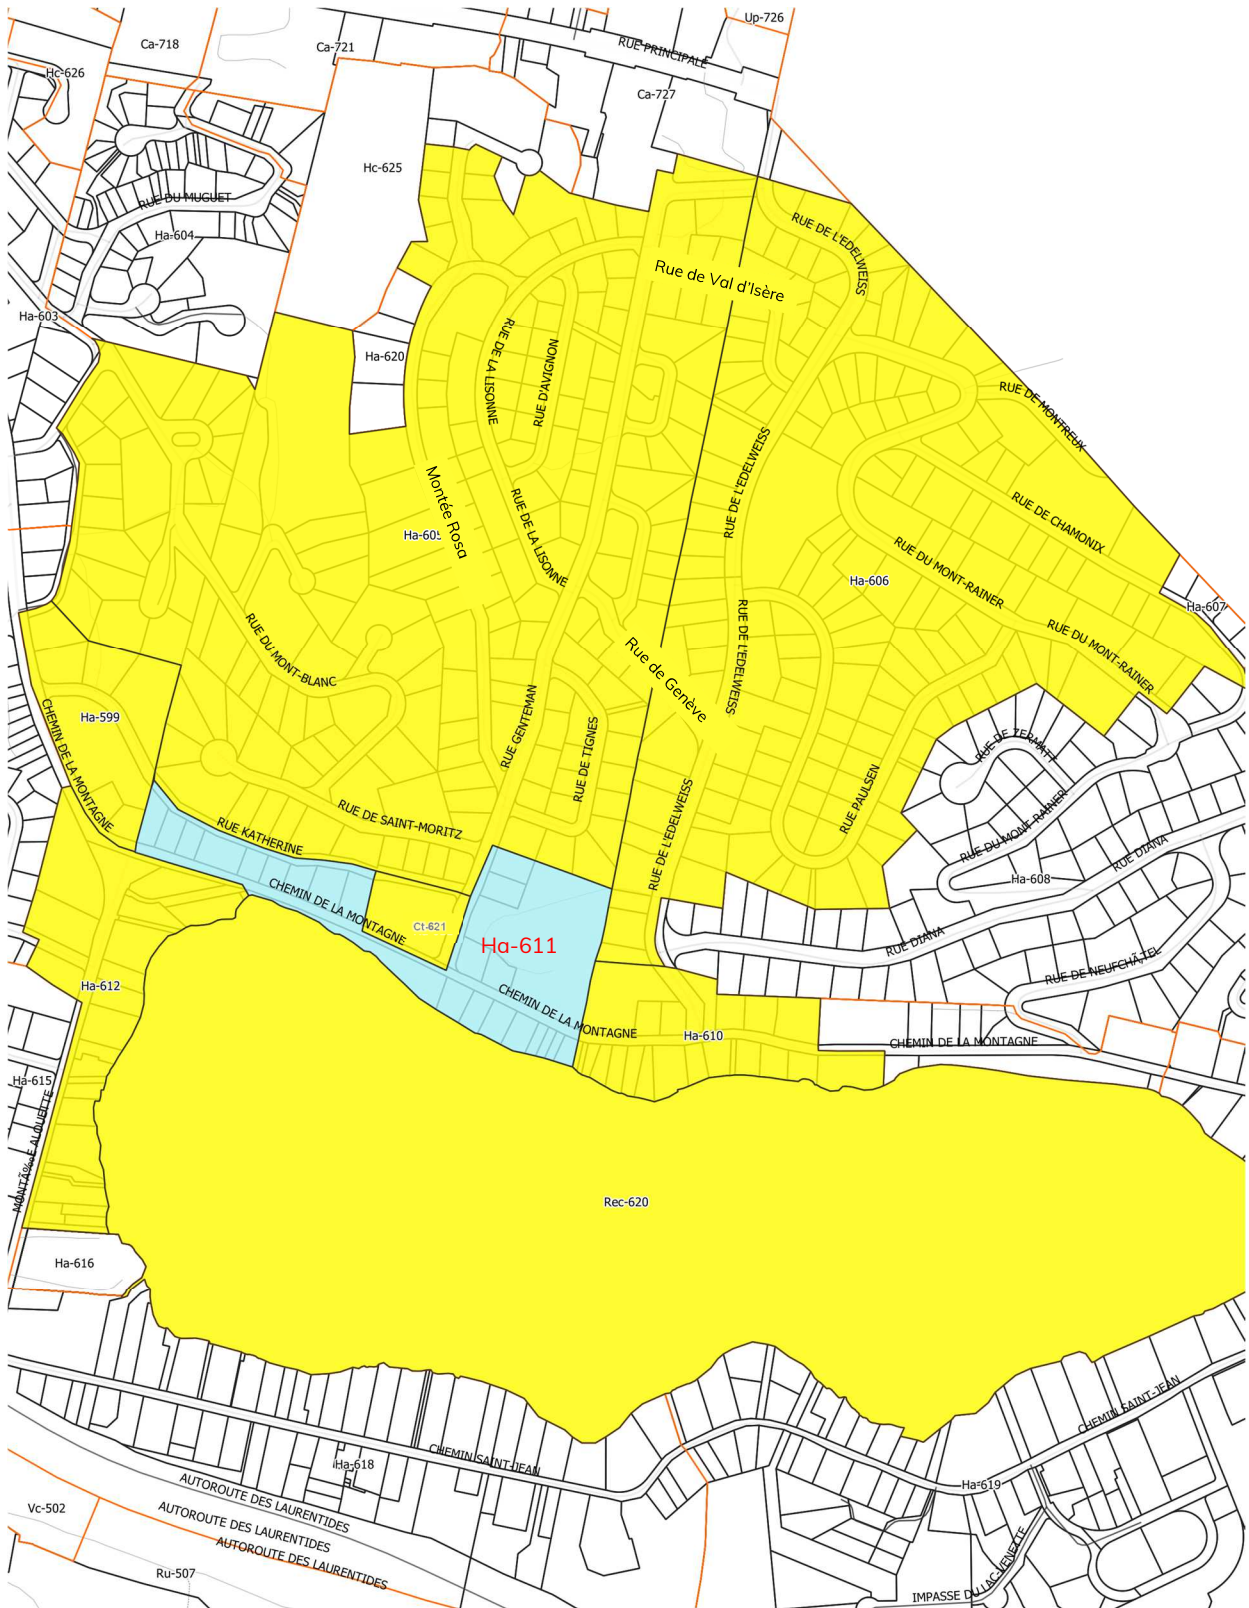 Up-726
Ca-718
Ca-721
RUE PRINCIPALE
Hc-626
Ca-727
Hc-625
RUE DU MUGUET
Ha-604
RUE DE L'EDELWEISS
Rue de Val d'Isère
Ha-603
Ha-620
RUE DE LA LISONNE
RUE D'AVIGNON
RUE DE MONTREUX
Montée Rosa
RUE DE L'EDELWEISS
RUE DE LA LISONNE
RUE DE CHAMONIX
Ha-605
RUE DU MONT-RAINER
Ha-606
Ha-607
RUE DU MONT-BLANC
RUE DE L'EDELWEISS
RUE DU MONT-RAINER
Rue de Genève
Ha-599
CHEMIN DE LA MONTAGNE
RUE GENTEMAN
RUE DE TIGNES
RUE DE ZERMATT
RUE PAULSEN
RUE DE SAINT-MORITZ
RUE KATHERINE
RUE DE L'EDELWEISS
RUE DU MONT-RAINER
RUE DIANA
Ha-608
CHEMIN DE LA MONTAGNE
Ct-621
Ha-611
RUE DIANA
RUE DE NEUFCHÃ‚TEL
Ha-612
CHEMIN DE LA MONTAGNE
Ha-610
CHEMIN DE LA MONTAGNE
Ha-615
MONTÃ‰E ALOUETTE
Rec-620
Ha-616
CHEMIN SAINT-JEAN
CHEMIN SAINT-JEAN
Ha-618
Ha-619
AUTOROUTE DES LAURENTIDES
Vc-502
AUTOROUTE DES LAURENTIDES
AUTOROUTE DES LAURENTIDES
Ru-507
IMPASSE DU LAC-VENETTE